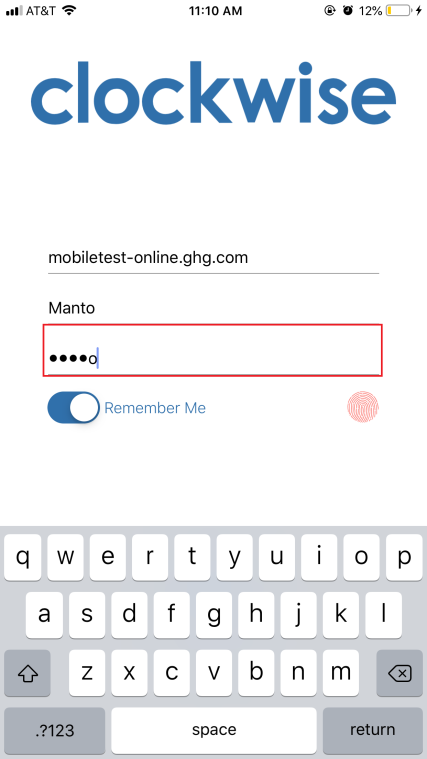 AT&T 11:10 AM 12%
clockwise
mobiletest-online.ghg.com
Manto
●●●●o
Remember Me
q w e r t y u i o p
a s d f g h j k l
z x c v b n m
.?123 space return